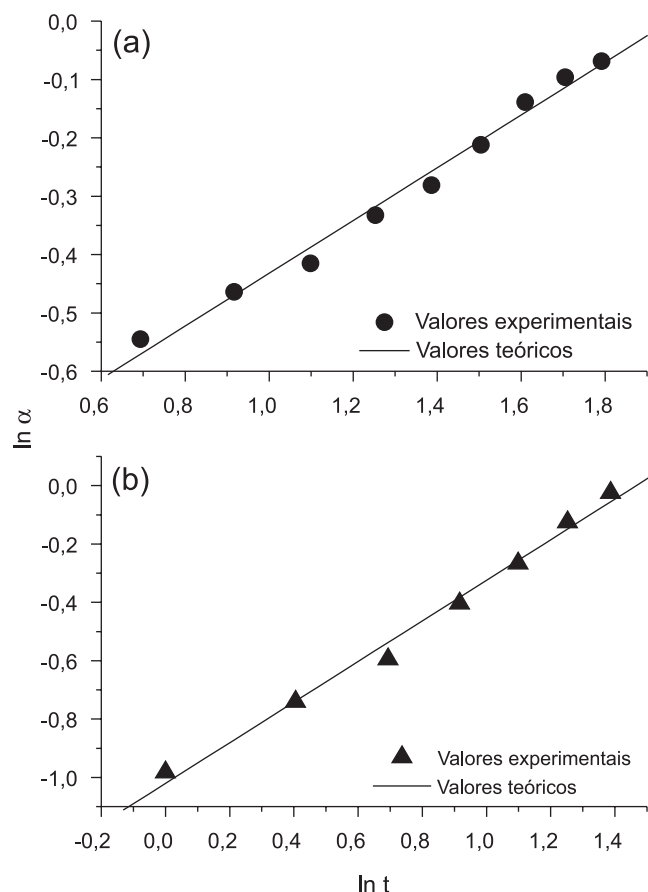 (a)
0,0
-0,1
-0,2
-0,3
-0,4
-0,5
-0,6
Valores experimentais
Valores teóricos
0,6 0,8 1,0 1,2 1,4 1,6 1,8
ln α
(b)
0,0
-0,2
-0,4
-0,6
-0,8
-1,0
Valores experimentais
Valores teóricos
-0,2 0,0 0,2 0,4 0,6 0,8 1,0 1,2 1,4
ln t